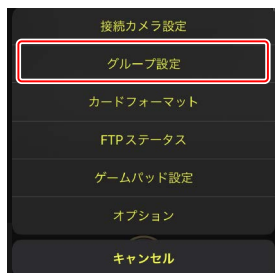 接続カメラ設定
グループ設定
カードフォーマット
FTPステータス
ゲームパッド設定
オプション
キャンセル